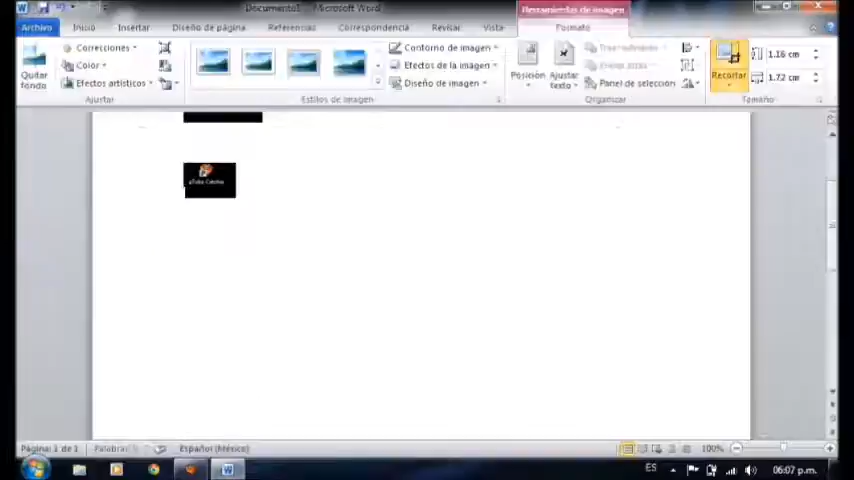 Documento1 - Microsoft Word
Herramientas de imagen
Archivo Inicio Insertar Diseño de página Referencias Correspondencia Revisar Vista Formato
Quitar fondo
Correcciones
Color
Efectos artísticos
Ajustar
Contorno de imagen
Efectos de la imagen
Diseño de imagen
Estilos de imagen
Posición
Ajustar texto
Panel de selección
Organizar
Recortar
1.16 cm
1.72 cm
Tamaño
Página: 1 de 1 Palabras: Español (México) 100%
ES 06:07 p.m.